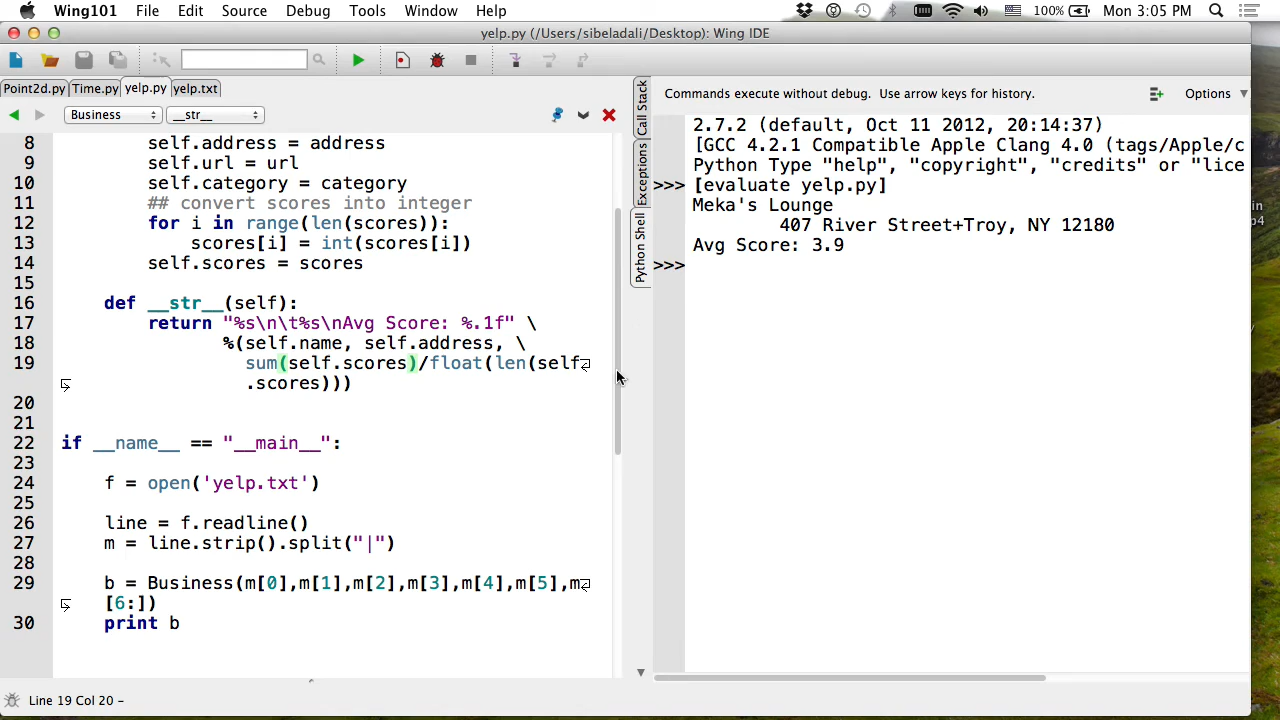 Wing101 File Edit Source Debug Tools Window Help 100% Mon 3:05 PM
yelp.py (/Users/sibeladali/Desktop): Wing IDE
Point2d.py Time.py yelp.py yelp.txt
Business __str__
8 self.address = address
9 self.url = url
10 self.category = category
11 ## convert scores into integer
12 for i in range(len(scores)):
13 scores[i] = int(scores[i])
14 self.scores = scores
15
16 def __str__(self):
17 return "%s\n\t%s\nAvg Score: %.1f" \
18 %(self.name, self.address, \
19 sum(self.scores)/float(len(self
.scores)))
20
21
22 if __name__ == "__main__":
23
24 f = open('yelp.txt')
25
26 line = f.readline()
27 m = line.strip().split("|")
28
29 b = Business(m[0],m[1],m[2],m[3],m[4],m[5],m
[6:])
30 print b
Line 19 Col 20 –
Call Stack
Exceptions
Python Shell
Commands execute without debug. Use arrow keys for history. Options
2.7.2 (default, Oct 11 2012, 20:14:37)
[GCC 4.2.1 Compatible Apple Clang 4.0 (tags/Apple/c
Python Type "help", "copyright", "credits" or "lice
>>> [evaluate yelp.py]
Meka's Lounge
407 River Street+Troy, NY 12180
Avg Score: 3.9
>>>